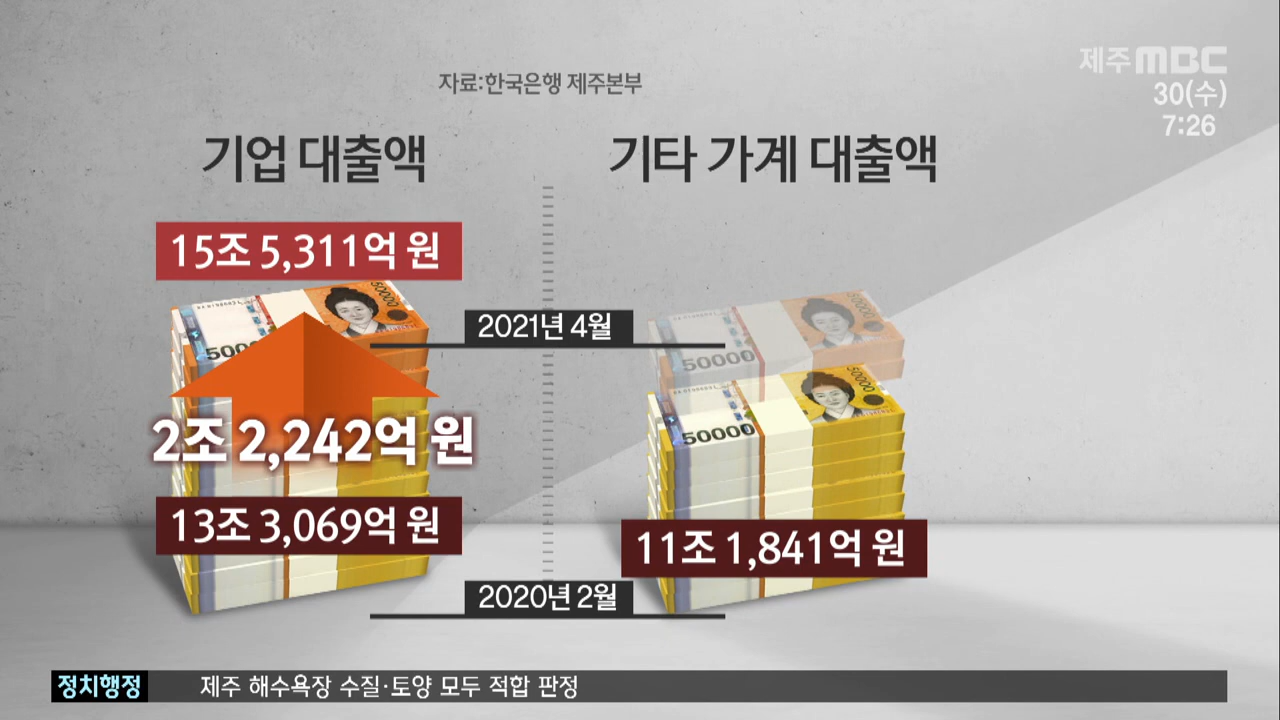 자료:한국은행 제주본부
제주MBC
30(수)
7:26
기업 대출액
기타 가계 대출액
15조 5,311억 원
2021년 4월
50000
50000
50000
50000
50000
2조 2,242억 원
13조 3,069억 원
11조 1,841억 원
2020년 2월
정치행정
제주 해수욕장 수질·토양 모두 적합 판정